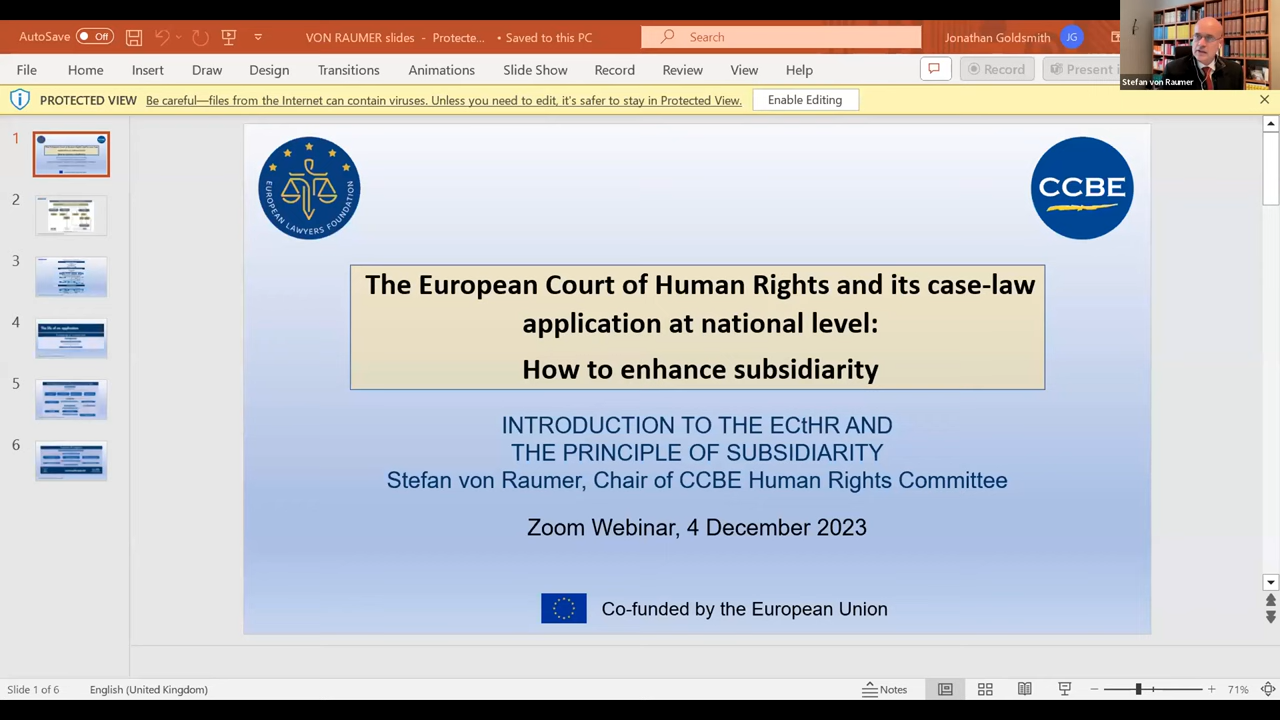 AutoSave
Off
VON RAUMER slides - Protecte... • Saved to this PC
Search
Jonathan Goldsmith
JG
Stefan von Raumer
File Home Insert Draw Design Transitions Animations Slide Show Record Review View Help
Record
Present i
PROTECTED VIEW
Be careful—files from the Internet can contain viruses. Unless you need to edit, it's safer to stay in Protected View.
Enable Editing
1
2
3
4
5
6
EUROPEAN LAWYERS FOUNDATION
CCBE
The European Court of Human Rights and its case-law
application at national level:
How to enhance subsidiarity
INTRODUCTION TO THE ECtHR AND
THE PRINCIPLE OF SUBSIDIARITY
Stefan von Raumer, Chair of CCBE Human Rights Committee
Zoom Webinar, 4 December 2023
Co-funded by the European Union
Slide 1 of 6
English (United Kingdom)
Notes
71%